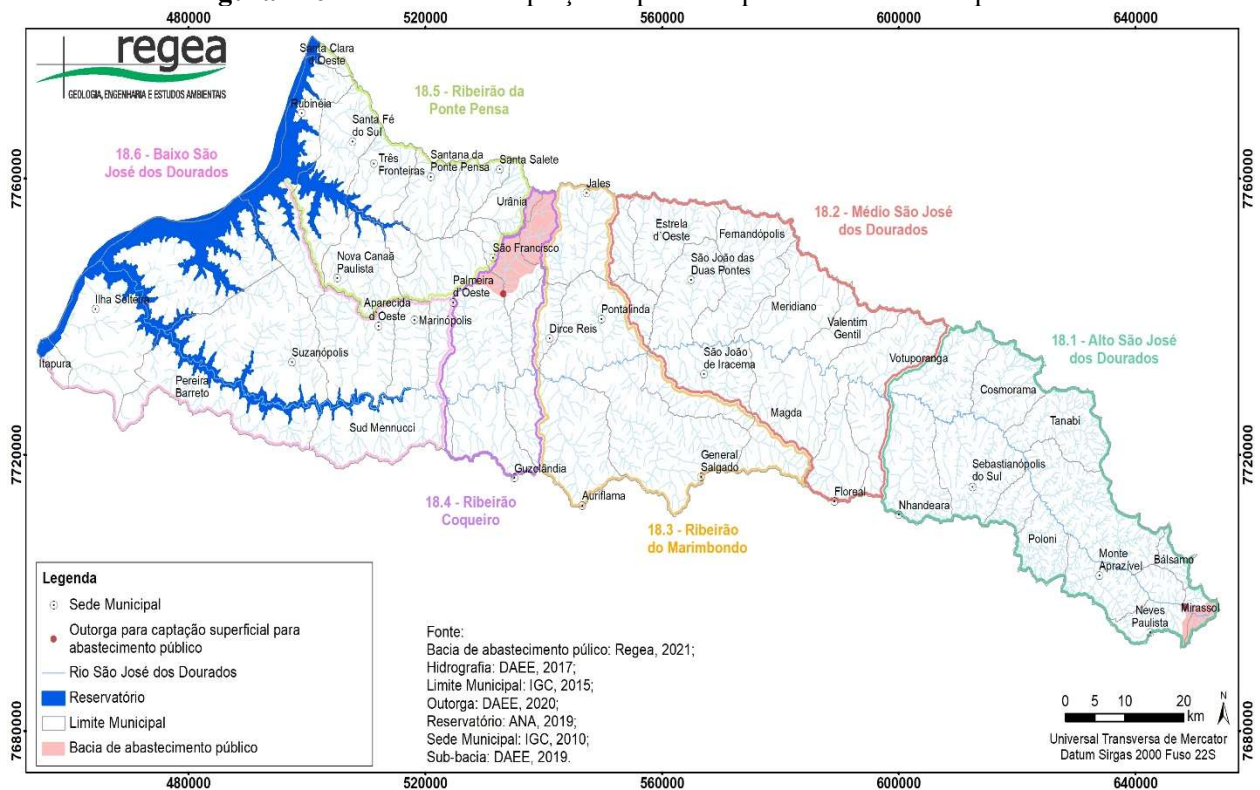 480000
520000
560000
600000
640000
regea
GEOLOGIA, ENGENHARIA E ESTUDOS AMBIENTAIS
7760000
7720000
7680000
7760000
7720000
7680000
Santa Clara
d'Oeste
Rubinéia
Santa Fé
do Sul
Três
Fronteiras
Santana da
Ponte Pensa
Santa Salete
Urânia
Jales
18.5 - Ribeirão da
Ponte Pensa
18.6 - Baixo São
José dos Dourados
18.2 - Médio São José
dos Dourados
Estrela
d'Oeste
Fernandópolis
São João das
Duas Pontes
São Francisco
Nova Canaã
Paulista
Palmeira
d'Oeste
Aparecida
d'Oeste
Marinópolis
Ilha Solteira
Itapura
Suzanópolis
Pereira
Barreto
Sud Mennucci
Dirce Reis
Pontalinda
Meridiano
Valentim
Gentil
Votuporanga
São João
de Iracema
Magda
18.1 - Alto São José
dos Dourados
Cosmorama
Tanabi
Sebastianópolis
do Sul
Guzolândia
General
Salgado
Auriflama
Floreal
Nhandeara
18.4 - Ribeirão
Coqueiro
18.3 - Ribeirão
do Marimbondo
Poloni
Monte
Aprazível
Bálsamo
Mirassol
Neves
Paulista
Legenda
Sede Municipal
Outorga para captação superficial para
abastecimento público
Rio São José dos Dourados
Reservatório
Limite Municipal
Bacia de abastecimento público
Fonte:
Bacia de abastecimento púlico: Regea, 2021;
Hidrografia: DAEE, 2017;
Limite Municipal: IGC, 2015;
Outorga: DAEE, 2020;
Reservatório: ANA, 2019;
Sede Municipal: IGC, 2010;
Sub-bacia: DAEE, 2019.
0 5 10 20
km
N
Universal Transversa de Mercator
Datum Sirgas 2000 Fuso 22S
480000
520000
560000
600000
640000